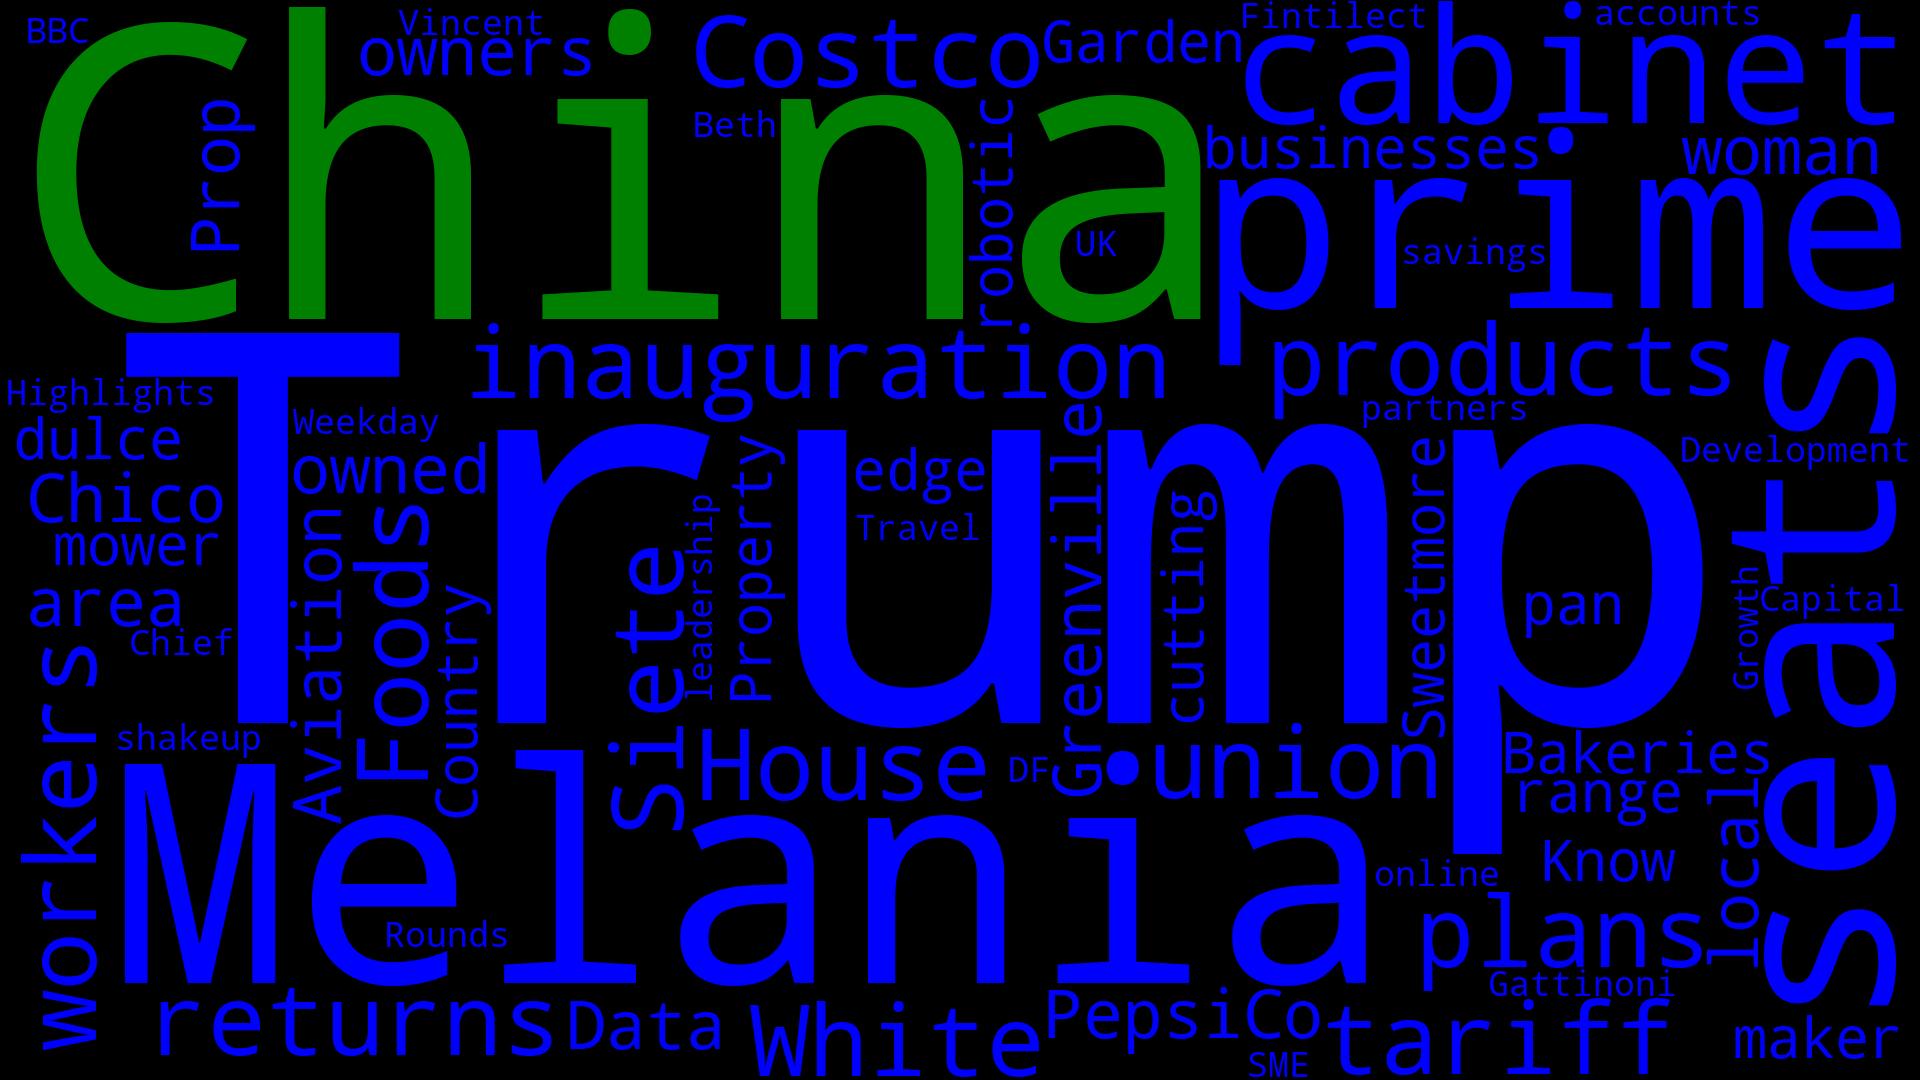 BBC
Vincent
owners
Costco
Garden
Fintilect
accounts
cabinet
China
Prop
Beth
robotic
UK
businesses
woman
prime
savings
inauguration
products
partners
seats
Highlights
dulce
Chico
mower
area
Chief
Trump
Weekday
owned
Aviation
Foods
Country
Siete
leadership
Property
edge
Travel
Greenville
cutting
Sweetmore
pan
Development
Growth
Capital
workers
shakeup
Melania
Rounds
House
DF
union
Bakeries
range
local
online
Know
plans
Gattinoni
returns
Data
White
PepsiCo
SME
tariff
maker